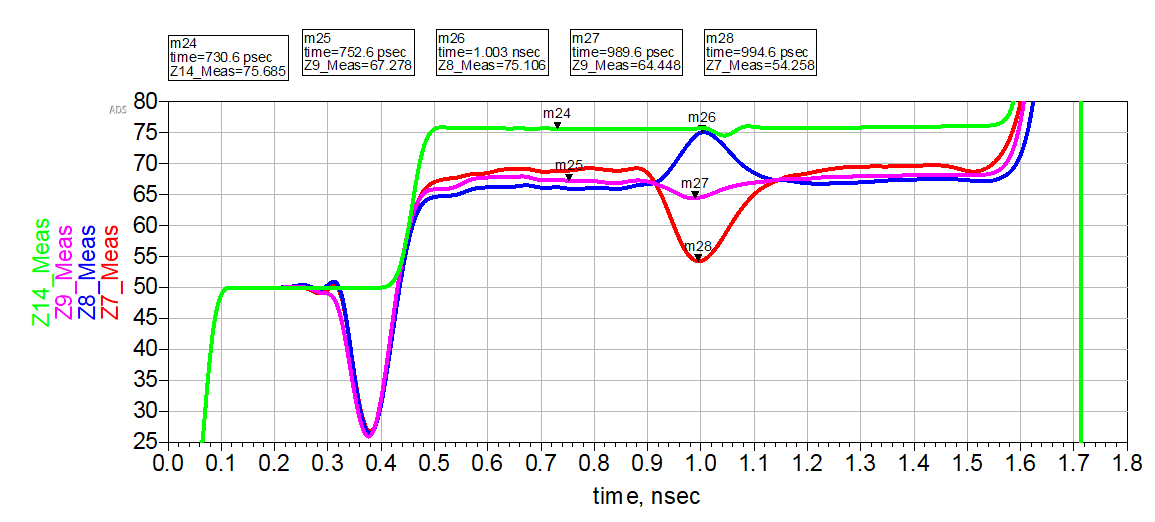 m24
time=730.6 psec
Z14_Meas=75.685
m25
time=752.6 psec
Z9_Meas=67.278
m26
time=1.003 nsec
Z8_Meas=75.106
m27
time=989.6 psec
Z9_Meas=64.448
m28
time=994.6 psec
Z7_Meas=54.258
ADS
80
75
70
65
60
55
50
45
40
35
30
25
m24
m25
m26
m27
m28
Z14_Meas
Z9_Meas
Z8_Meas
Z7_Meas
0.0 0.1 0.2 0.3 0.4 0.5 0.6 0.7 0.8 0.9 1.0 1.1 1.2 1.3 1.4 1.5 1.6 1.7 1.8
time, nsec